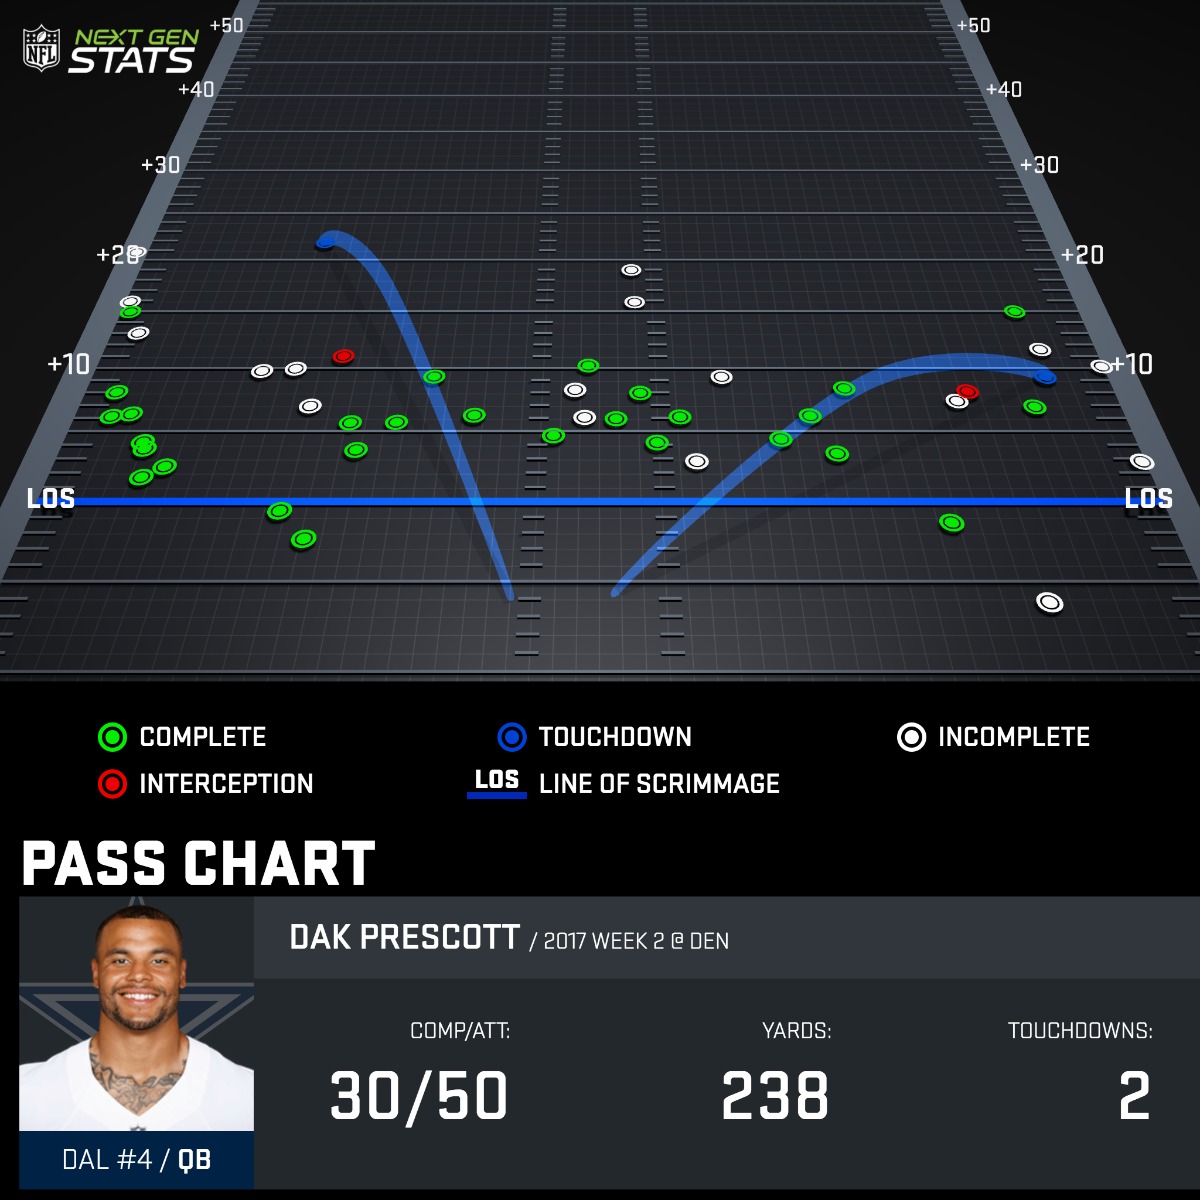 NFL NEXT GEN STATS
+50 +50
+40 +40
+30 +30
+20 +20
+10 +10
LOS LOS
COMPLETE TOUCHDOWN INCOMPLETE
INTERCEPTION LOS LINE OF SCRIMMAGE
PASS CHART
DAK PRESCOTT / 2017 WEEK 2 @ DEN
COMP/ATT: YARDS: TOUCHDOWNS:
30/50 238 2
DAL #4 / QB